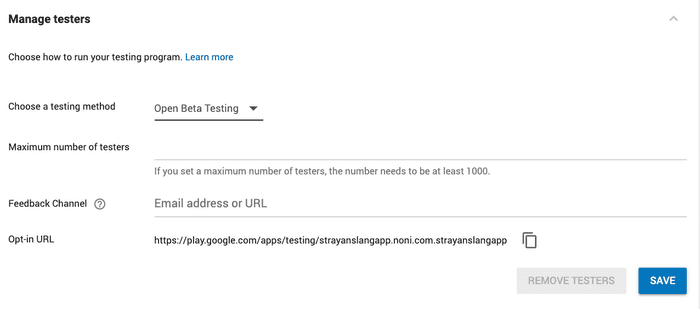 Manage testers
Choose how to run your testing program. Learn more
Choose a testing method Open Beta Testing
Maximum number of testers
If you set a maximum number of testers, the number needs to be at least 1000.
Feedback Channel ? Email address or URL
Opt-in URL https://play.google.com/apps/testing/strayanslangapp.noni.com.strayanslangapp
REMOVE TESTERS SAVE